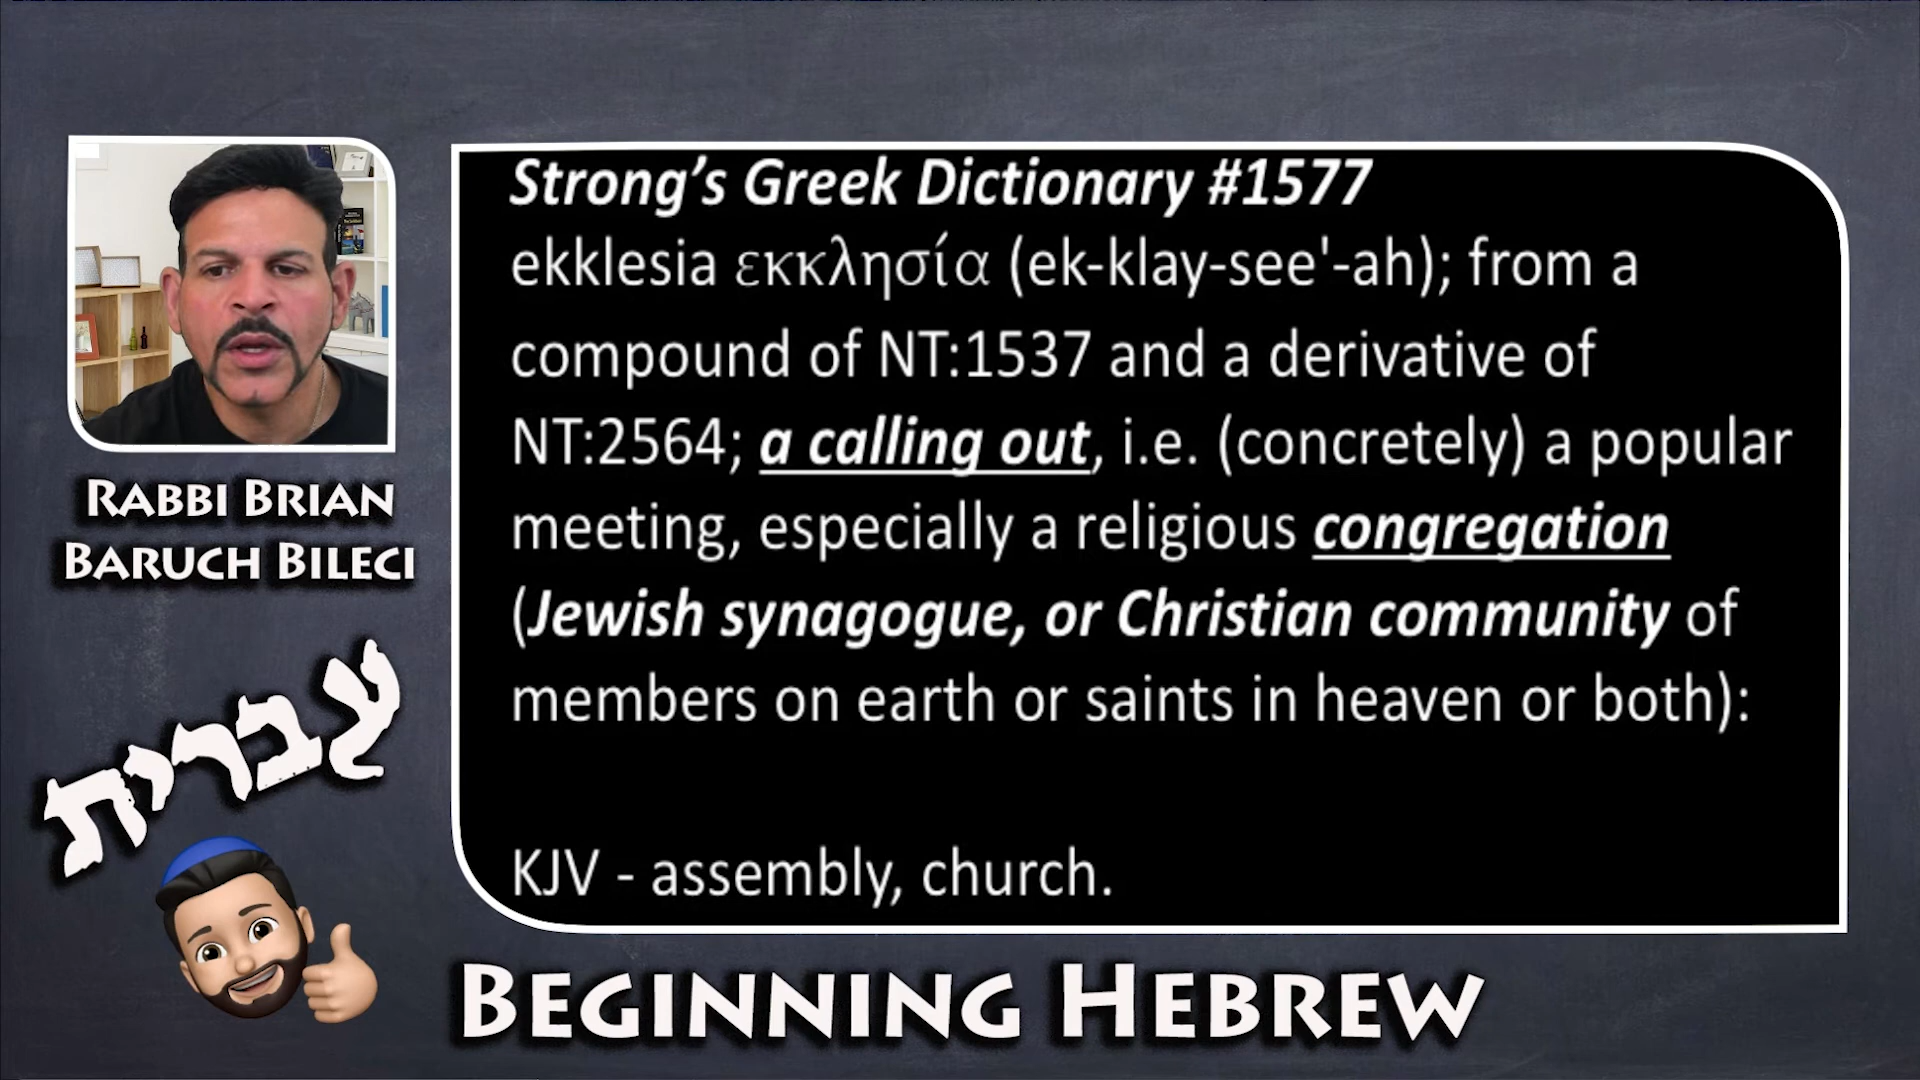 Strong’s Greek Dictionary #1577
ekklesia εκκλησία (ek-klay-see'-ah); from a
compound of NT:1537 and a derivative of
NT:2564; a calling out, i.e. (concretely) a popular
meeting, especially a religious congregation
(Jewish synagogue, or Christian community of
members on earth or saints in heaven or both):
KJV - assembly, church.
Rabbi Brian
Baruch Bileci
עברית
Beginning Hebrew